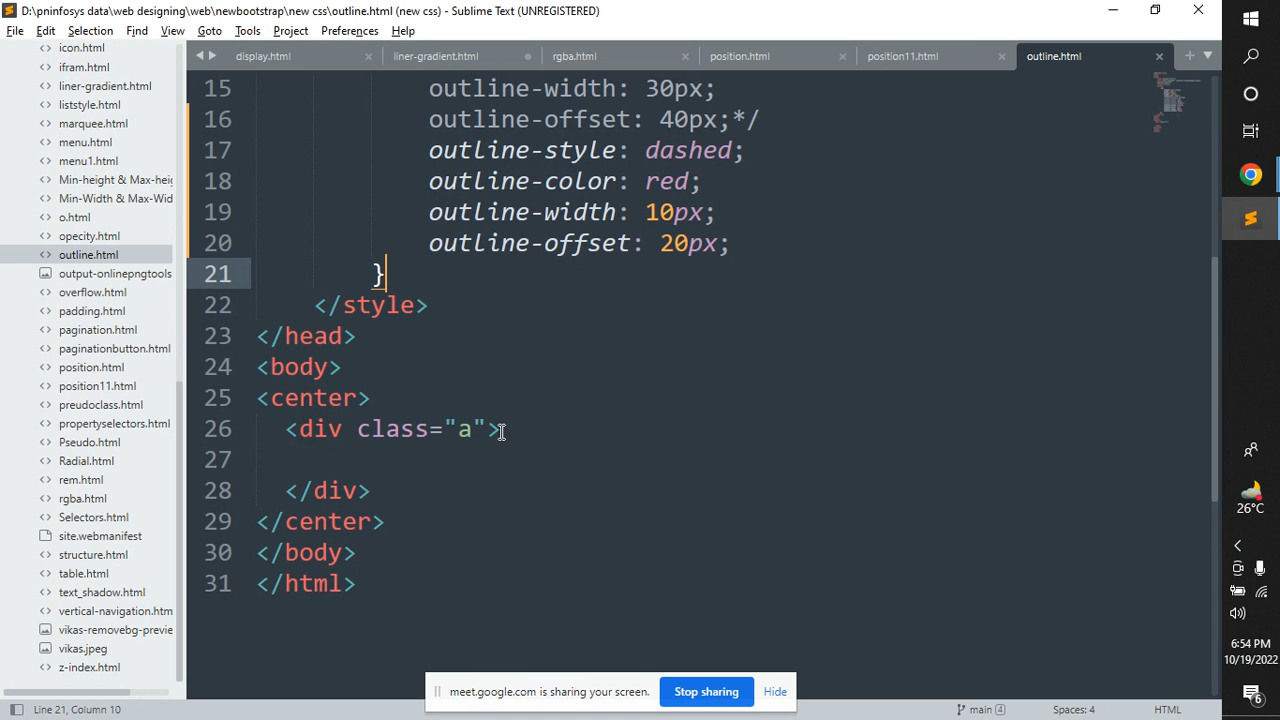 D:\pninfosys data\web designing\web\newbootstrap\new css\outline.html (new css) - Sublime Text (UNREGISTERED)
File Edit Selection Find View Goto Tools Project Preferences Help
display.html
liner-gradient.html
rgba.html
position.html
position11.html
outline.html
icon.html
ifram.html
liner-gradient.html
liststyle.html
marquee.html
menu.html
menu1.html
Min-height & Max-hei
Min-Width & Max-Wid
o.html
opecity.html
outline.html
output-onlinepngtools
overflow.html
padding.html
pagination.html
paginationbutton.html
position.html
position11.html
preudoclass.html
propertyselectors.html
Pseudo.html
Radial.html
rem.html
rgba.html
Selectors.html
site.webmanifest
structure.html
table.html
text_shadow.html
vertical-navigation.htm
vikas-removebg-previe
vikas.jpeg
z-index.html
15 outline-width: 30px;
16 outline-offset: 40px;*/
17 outline-style: dashed;
18 outline-color: red;
19 outline-width: 10px;
20 outline-offset: 20px;
21 }
22 </style>
23 </head>
24 <body>
25 <center>
26 <div class="a">
27
28 </div>
29 </center>
30 </body>
31 </html>
meet.google.com is sharing your screen. Stop sharing Hide
Line 21, Column 10
main 4
Spaces: 4
HTML
26°C
6:54 PM
10/19/2022
6